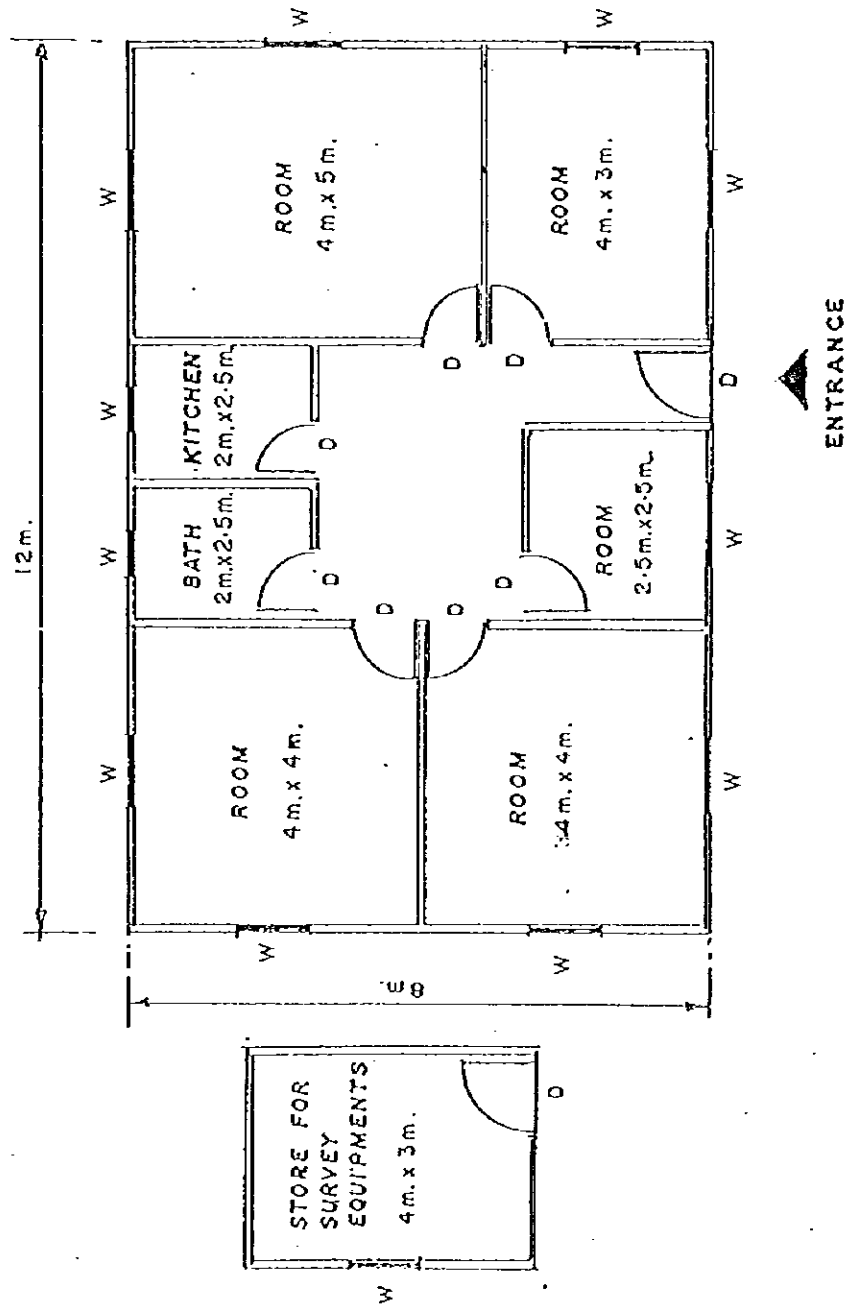 12m.
W
W
W
W
STORE FOR
SURVEY
EQUIPMENTS
4m. x 3m.
W
D
8 m.
W
ROOM
4m. x 4m.
BATH
2m. x 2.5m.
KITCHEN
2m. x 2.5m.
ROOM
4m. x 5m.
W
D
D
D
D
D
D
D
W
ROOM
4m. x 4m.
ROOM
2.5m. x 2.5m.
ROOM
4m. x 3m.
W
W
W
D
W
ENTRANCE